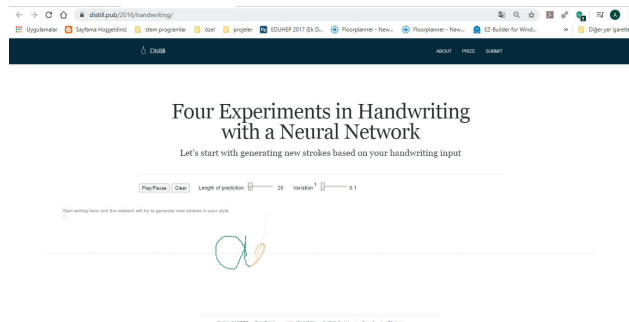 distill.pub/2016/handwriting/
Uygulamalar Sayfama Hoşgeldiniz stem programlar özel projeler EDUHEP 2017 (Ek D... Floorplanner - New... Floorplanner - New... EZ-Builder for Wind... » Diğer yer işaretle
Distill ABOUT PRIZE SUBMIT
Four Experiments in Handwriting
with a Neural Network
Let's start with generating new strokes based on your handwriting input
Play/Pause Clear Length of prediction 20 Variation 0.1
Start writing here and the network will try to generate new strokes in your style.
a